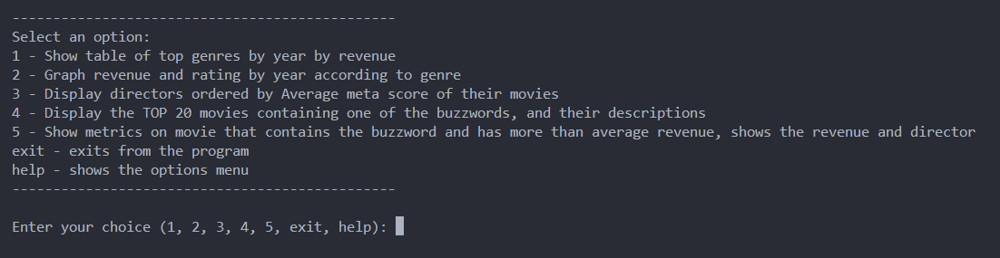 -----------------------------------------------
Select an option:
1 - Show table of top genres by year by revenue
2 - Graph revenue and rating by year according to genre
3 - Display directors ordered by Average meta score of their movies
4 - Display the TOP 20 movies containing one of the buzzwords, and their descriptions
5 - Show metrics on movie that contains the buzzword and has more than average revenue, shows the revenue and director
exit - exits from the program
help - shows the options menu
-----------------------------------------------
Enter your choice (1, 2, 3, 4, 5, exit, help):